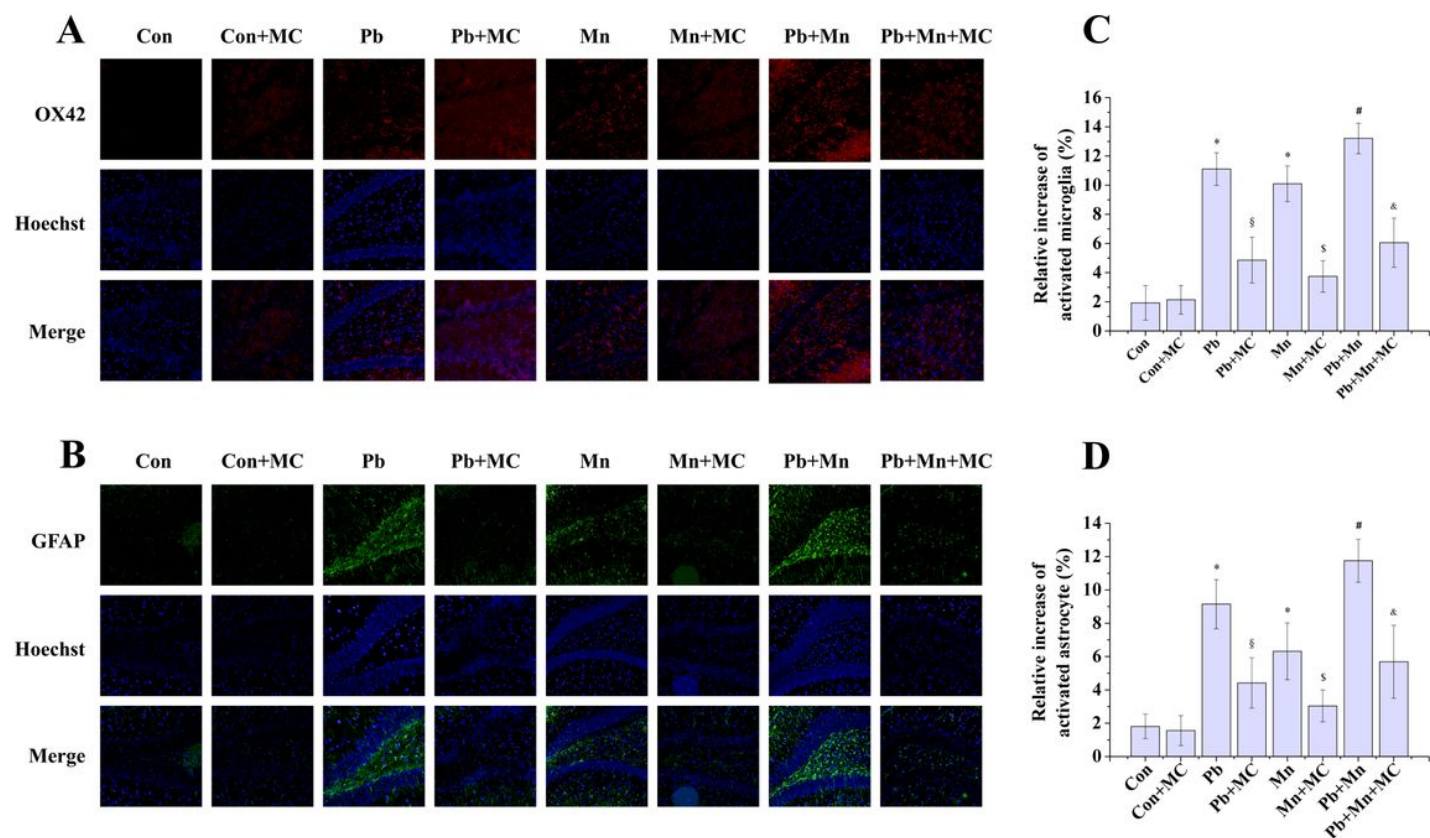 A
Con Con+MC Pb Pb+MC Mn Mn+MC Pb+Mn Pb+Mn+MC
OX42
Hoechst
Merge
B
Con Con+MC Pb Pb+MC Mn Mn+MC Pb+Mn Pb+Mn+MC
GFAP
Hoechst
Merge
C
Relative increase of
activated microglia (%)
16
14
12
10
8
6
4
2
0
* § * $ # &
Con Con+MC Pb Pb+MC Mn Mn+MC Pb+Mn Pb+Mn+MC
D
Relative increase of
activated astrocyte (%)
14
12
10
8
6
4
2
0
* § * $ # &
Con Con+MC Pb Pb+MC Mn Mn+MC Pb+Mn Pb+Mn+MC